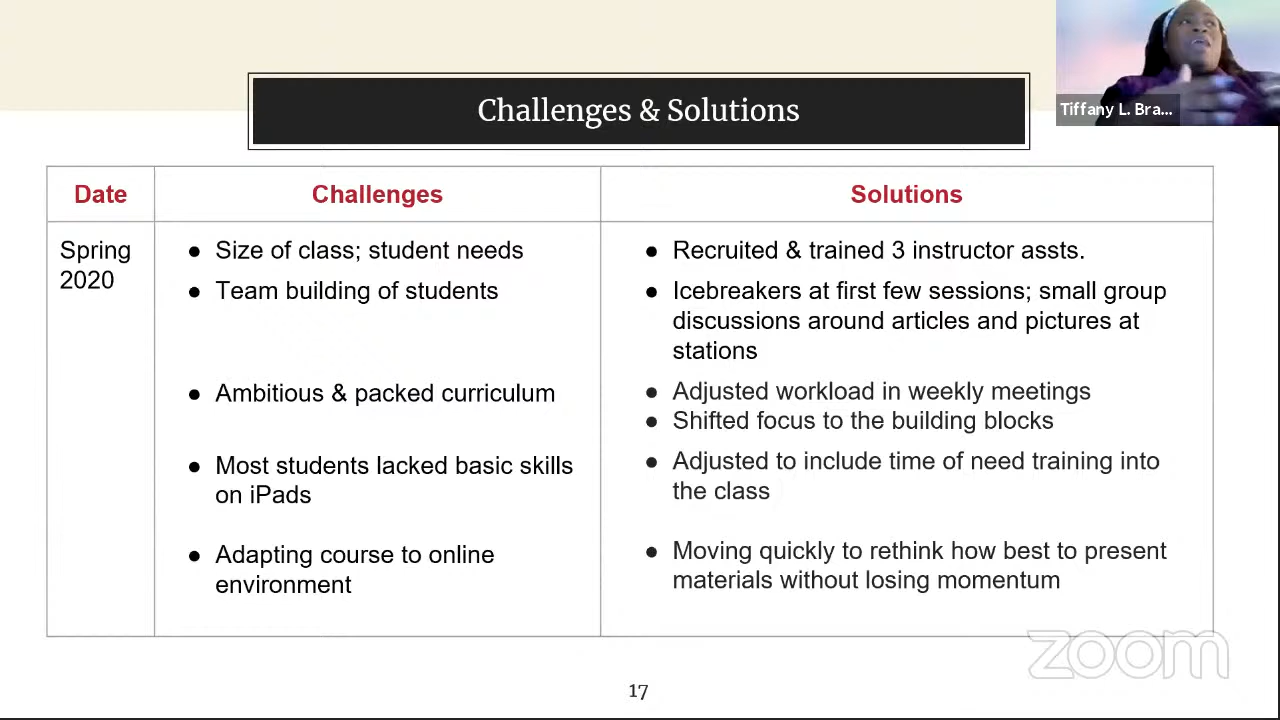 Challenges & Solutions
Tiffany L. Bra...
Date
Challenges
Solutions
Spring
2020
● Size of class; student needs
● Team building of students
● Ambitious & packed curriculum
● Most students lacked basic skills
on iPads
● Adapting course to online
environment
● Recruited & trained 3 instructor assts.
● Icebreakers at first few sessions; small group
discussions around articles and pictures at
stations
● Adjusted workload in weekly meetings
● Shifted focus to the building blocks
● Adjusted to include time of need training into
the class
● Moving quickly to rethink how best to present
materials without losing momentum
zoom
17